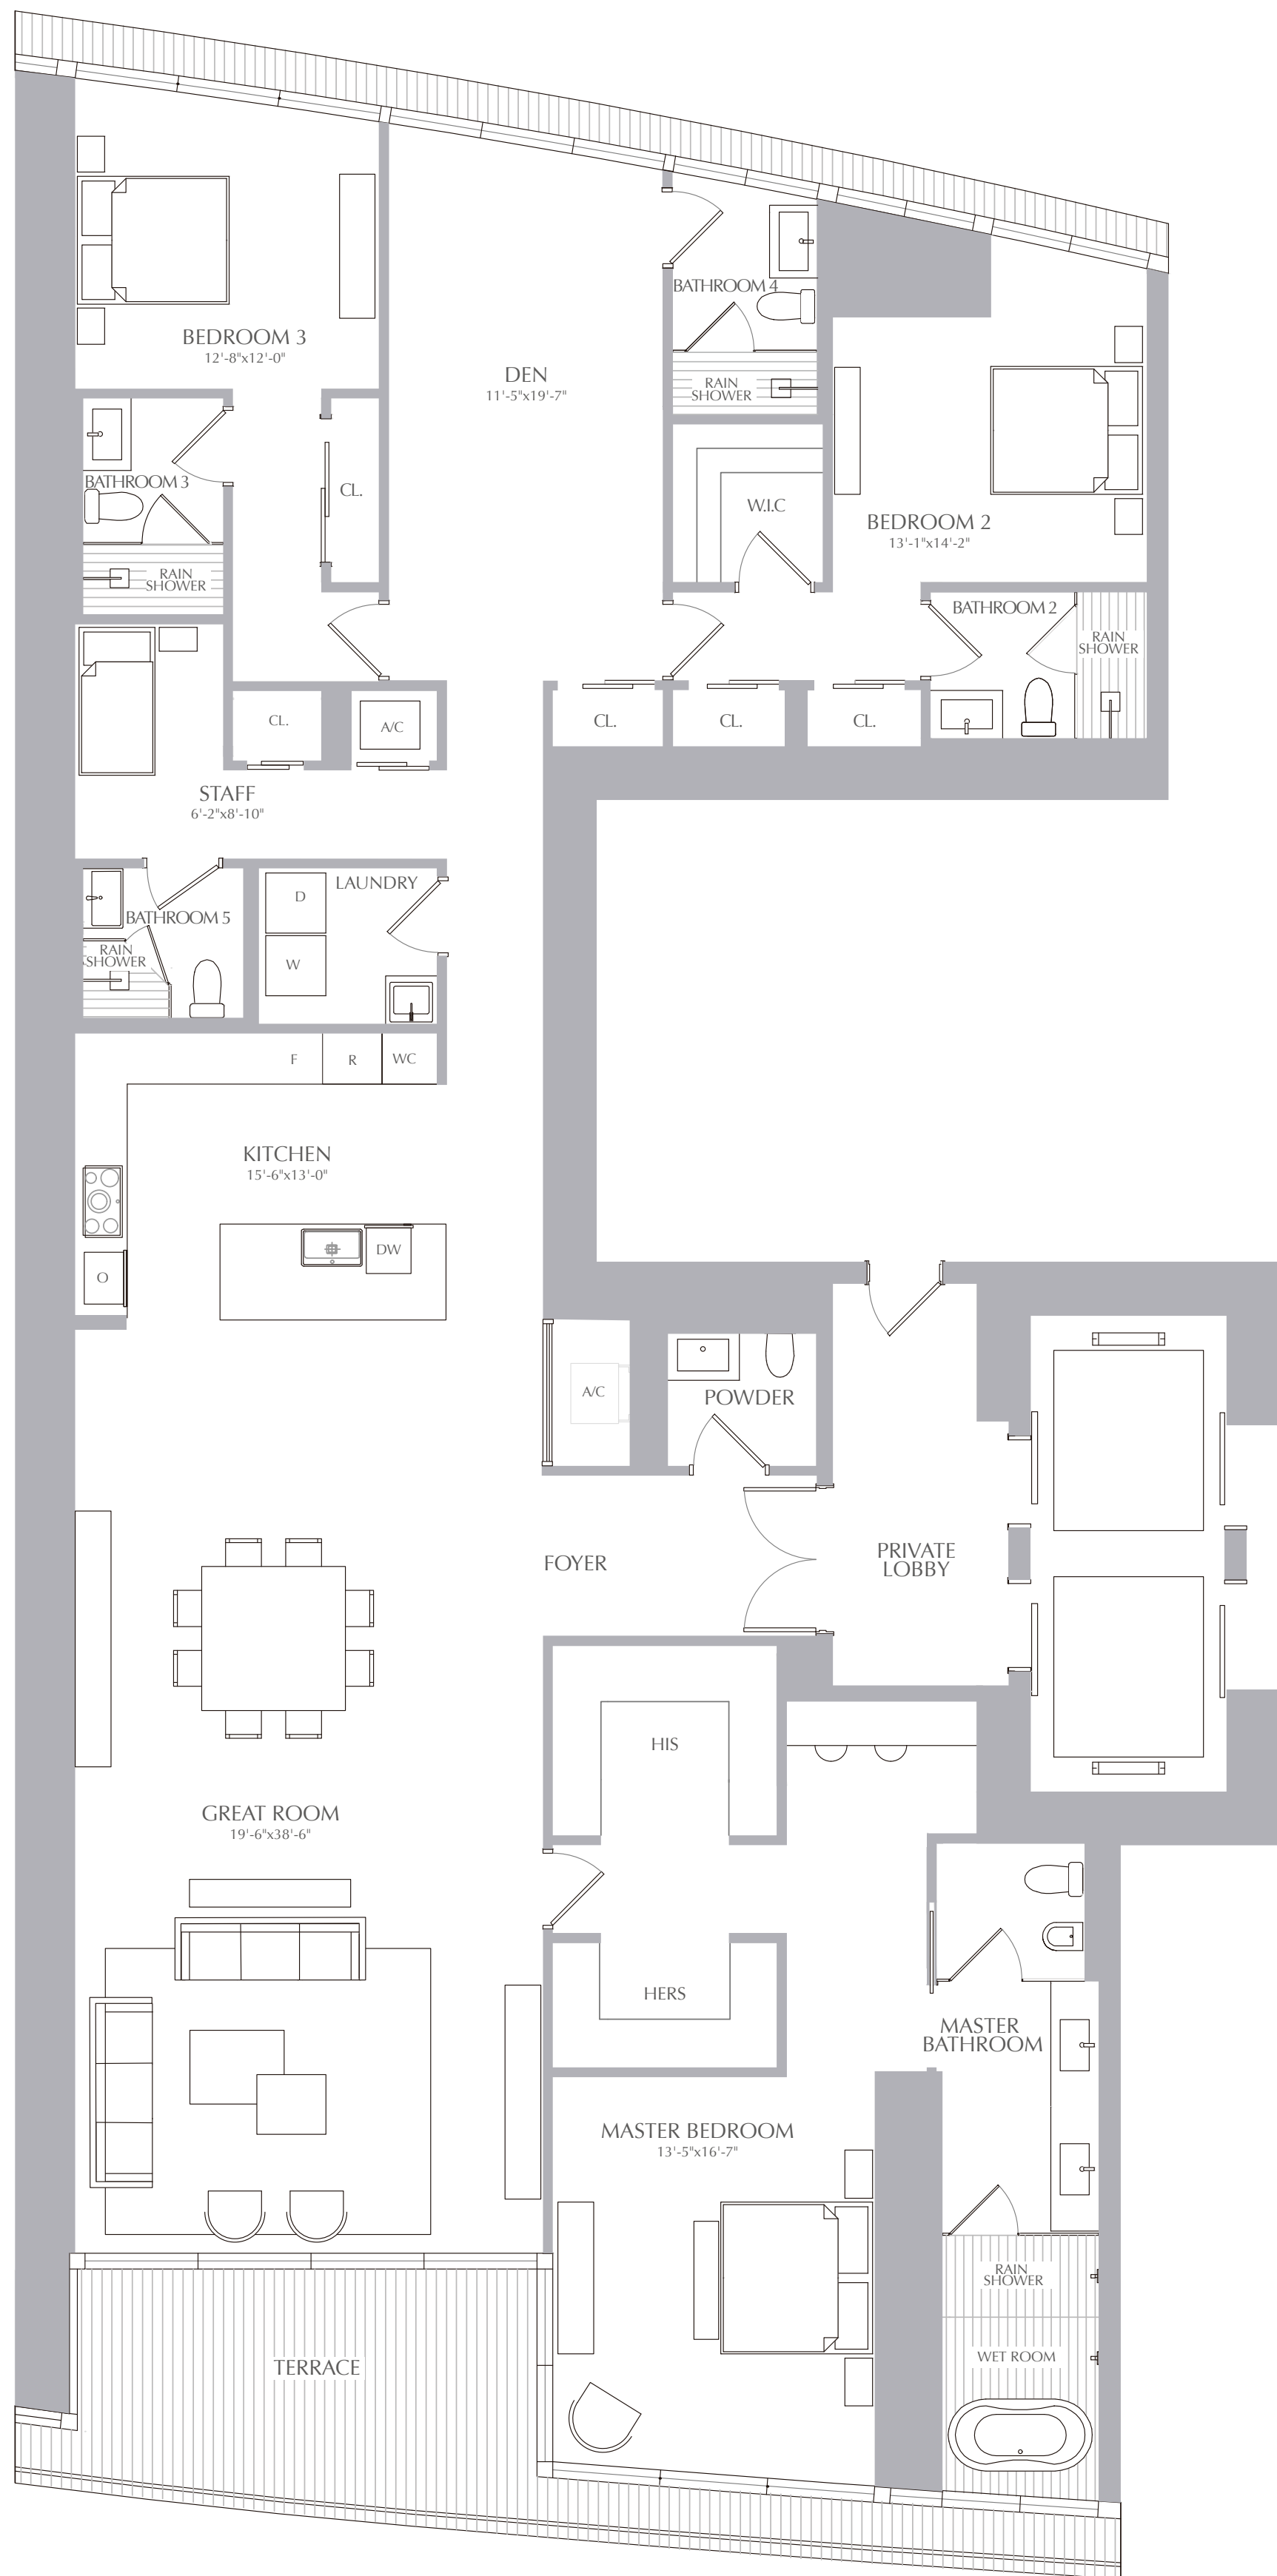 BEDROOM 3
12'-8"x12'-0"
DEN
11'-5"x19'-7"
BATHROOM 4
RAIN
SHOWER
BATHROOM 3
CL.
W.I.C
BEDROOM 2
13'-1"x14'-2"
RAIN
SHOWER
BATHROOM 2
RAIN
SHOWER
CL.
A/C
CL.
CL.
CL.
STAFF
6'-2"x8'-10"
LAUNDRY
D
BATHROOM 5
RAIN
SHOWER
W
F
R
WC
KITCHEN
15'-6"x13'-0"
DW
O
A/C
POWDER
FOYER
PRIVATE
LOBBY
HIS
GREAT ROOM
19'-6"x38'-6"
HERS
MASTER
BATHROOM
MASTER BEDROOM
13'-5"x16'-7"
RAIN
SHOWER
WET ROOM
TERRACE